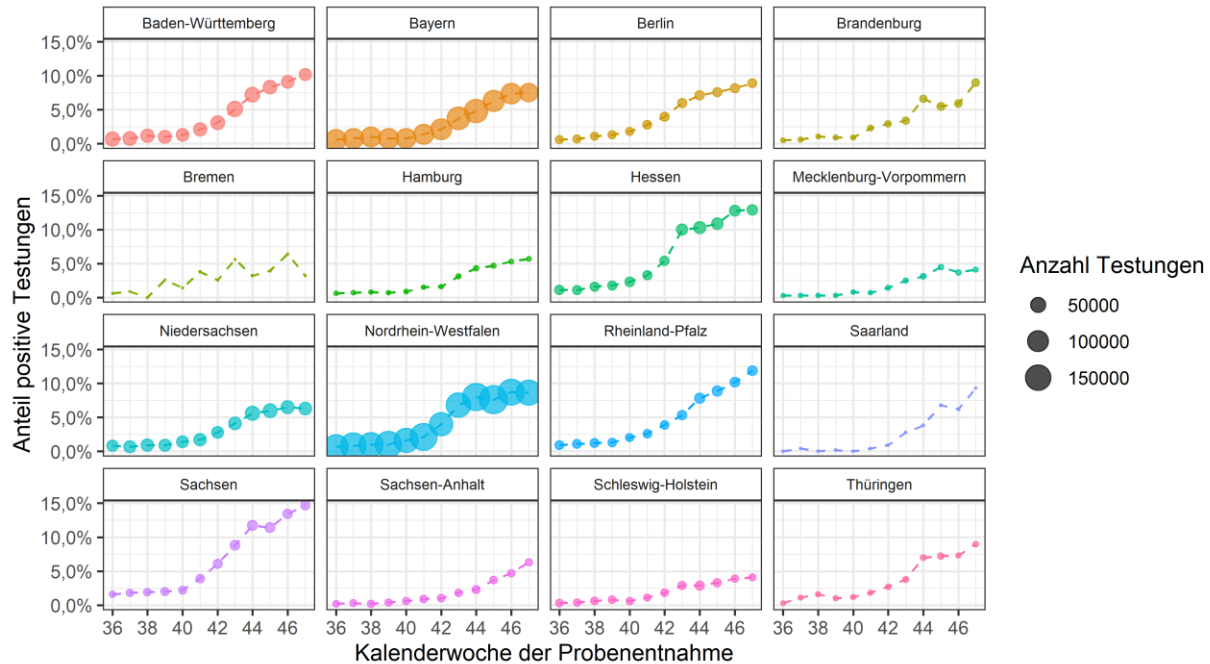 Baden-Württemberg
Bayern
Berlin
Brandenburg
15,0%
10,0%
5,0%
0,0%
Bremen
Hamburg
Hessen
Mecklenburg-Vorpommern
15,0%
10,0%
5,0%
0,0%
Niedersachsen
Nordrhein-Westfalen
Rheinland-Pfalz
Saarland
15,0%
10,0%
5,0%
0,0%
Sachsen
Sachsen-Anhalt
Schleswig-Holstein
Thüringen
15,0%
10,0%
5,0%
0,0%
36 38 40 42 44 46
36 38 40 42 44 46
36 38 40 42 44 46
36 38 40 42 44 46
Kalenderwoche der Probenentnahme
Anteil positive Testungen
Anzahl Testungen
50000
100000
150000